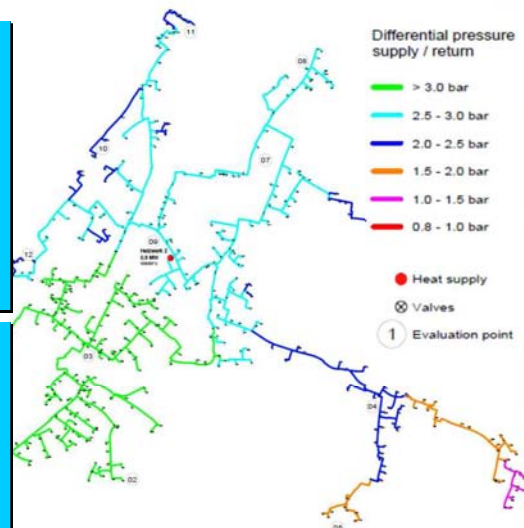 11
08
Differential pressure
supply / return
> 3.0 bar
2.5 - 3.0 bar
2.0 - 2.5 bar
1.5 - 2.0 bar
1.0 - 1.5 bar
0.8 - 1.0 bar
Heat supply
Valves
1 Evaluation point
10
07
09
Heizwerk 2
12
03
04
02